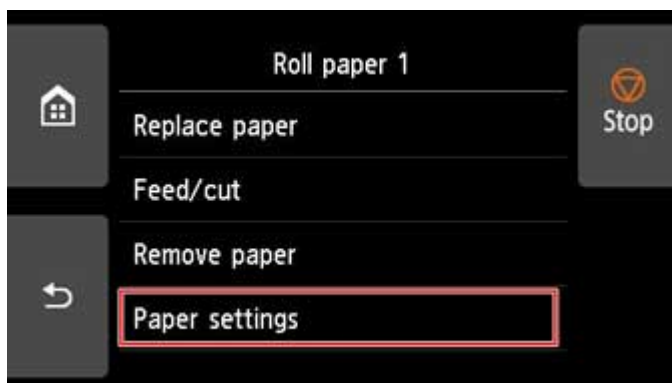 Roll paper 1
Replace paper
Stop
Feed/cut
Remove paper
Paper settings